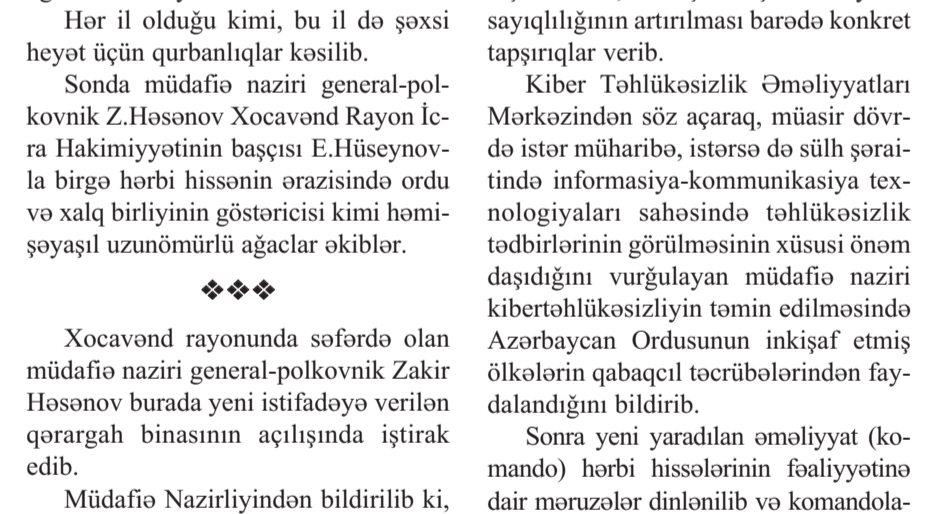 Hər il olduğu kimi, bu il də şəxsi
heyət üçün qurbanlıqlar kəsilib.
Sonda müdafiə naziri general-pol-
kovnik Z.Həsənov Xocavənd Rayon İc-
ra Hakimiyyətinin başçısı E.Hüseynov-
la birgə hərbi hissənin ərazisində ordu
və xalq birliyinin göstəricisi kimi həmi-
şəyaşıl uzunömürlü ağaclar əkiblər.
❖❖❖
Xocavənd rayonunda səfərdə olan
müdafiə naziri general-polkovnik Zakir
Həsənov burada yeni istifadəyə verilən
qərargah binasının açılışında iştirak
edib.
Müdafiə Nazirliyindən bildirilib ki,
sayıqlılığının artırılması barədə konkret
tapşırıqlar verib.
Kiber Təhlükəsizlik Əməliyyatları
Mərkəzindən söz açaraq, müasir dövr-
də istər müharibə, istərsə də sülh şərai-
tində informasiya-kommunikasiya tex-
nologiyaları sahəsində təhlükəsizlik
tədbirlərinin görülməsinin xüsusi önəm
daşıdığını vurğulayan müdafiə naziri
kibertəhlükəsizliyin təmin edilməsində
Azərbaycan Ordusunun inkişaf etmiş
ölkələrin qabaqcıl təcrübələrindən fay-
dalandığını bildirib.
Sonra yeni yaradılan əməliyyat (ko-
mando) hərbi hissələrinin fəaliyyətinə
dair məruzələr dinlənilib və komandola-